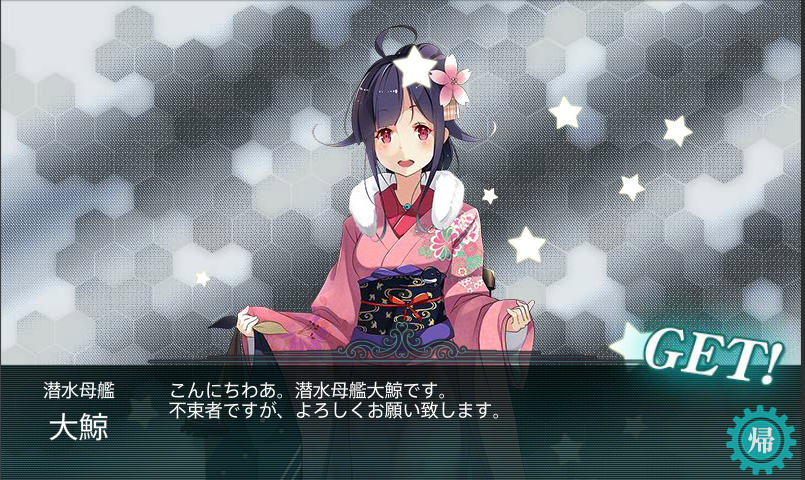 GET!
潜水母艦
大鯨
こんにちわあ。潜水母艦大鯨です。
不束者ですが、よろしくお願い致します。
帰